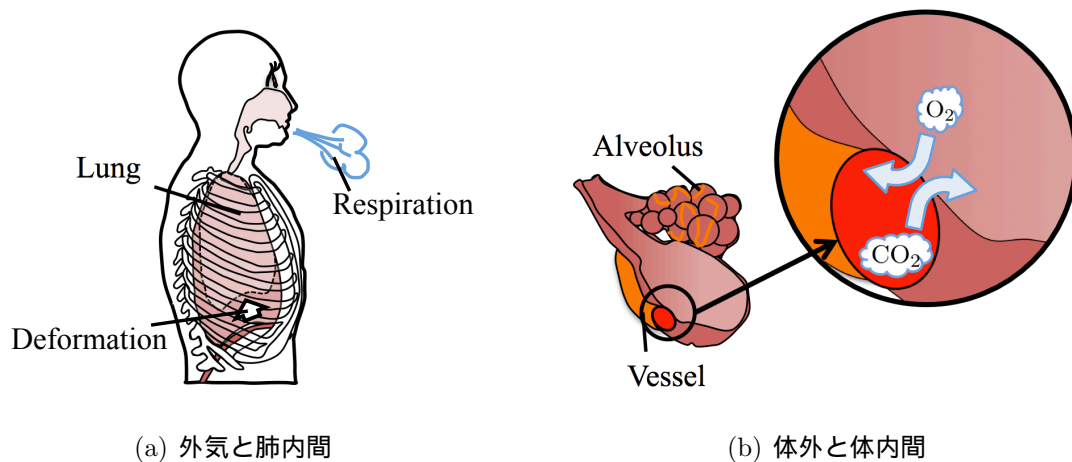 Lung
Respiration
Deformation
(a) 外気と肺内間
Alveolus
O₂
CO₂
Vessel
(b) 体外と体内間